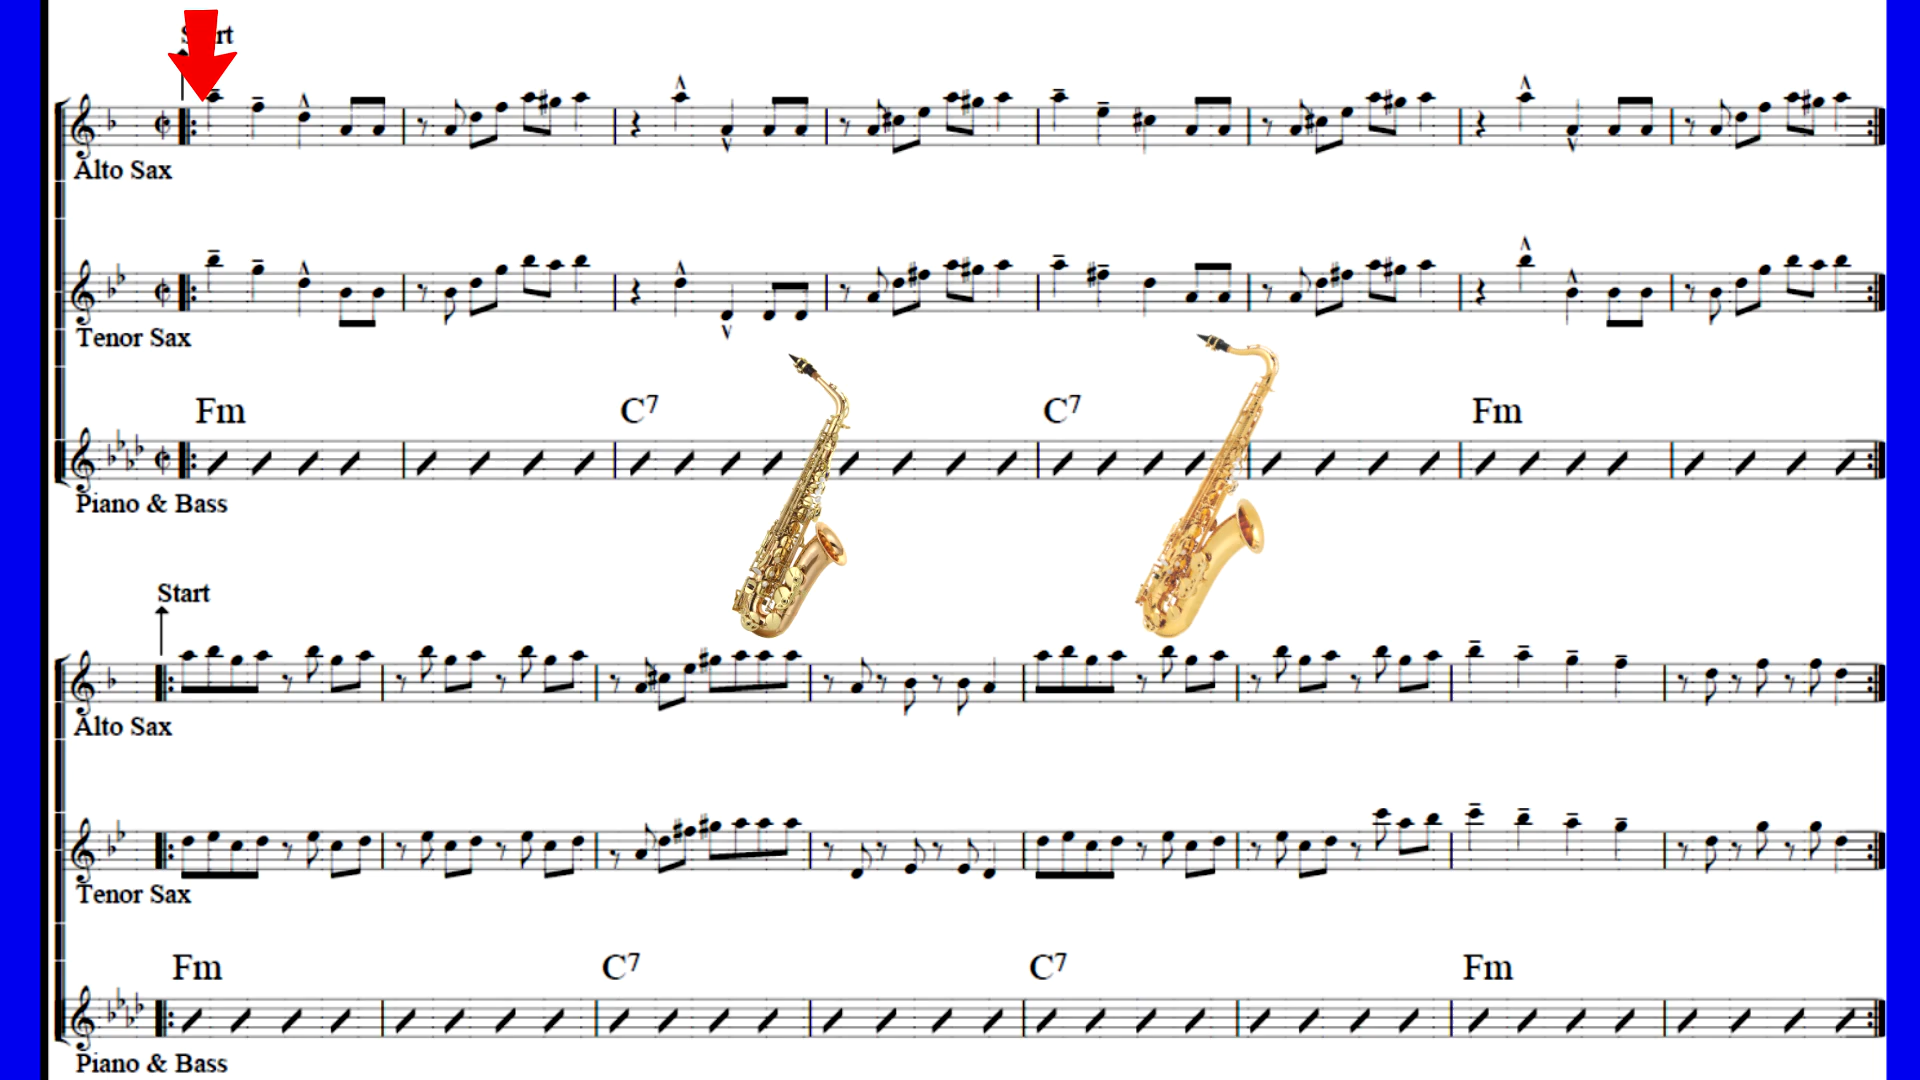 Alto Sax
Tenor Sax
Fm C7 C7 Fm
Piano & Bass
Start
Alto Sax
Tenor Sax
Fm C7 C7 Fm
Piano & Bass